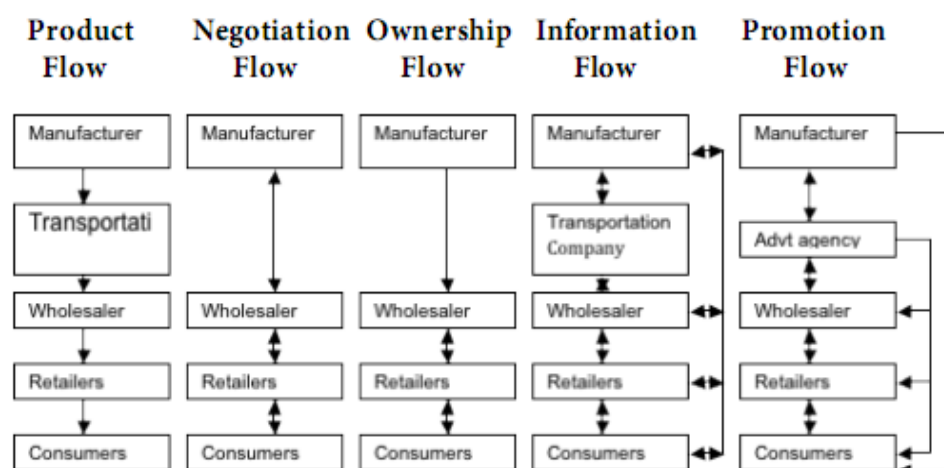 Product Flow
Negotiation Flow
Ownership Flow
Information Flow
Promotion Flow
Manufacturer
Transportati
Wholesaler
Retailers
Consumers
Manufacturer
Wholesaler
Retailers
Consumers
Manufacturer
Wholesaler
Retailers
Consumers
Manufacturer
Transportation
Company
Wholesaler
Retailers
Consumers
Manufacturer
Advt agency
Wholesaler
Retailers
Consumers